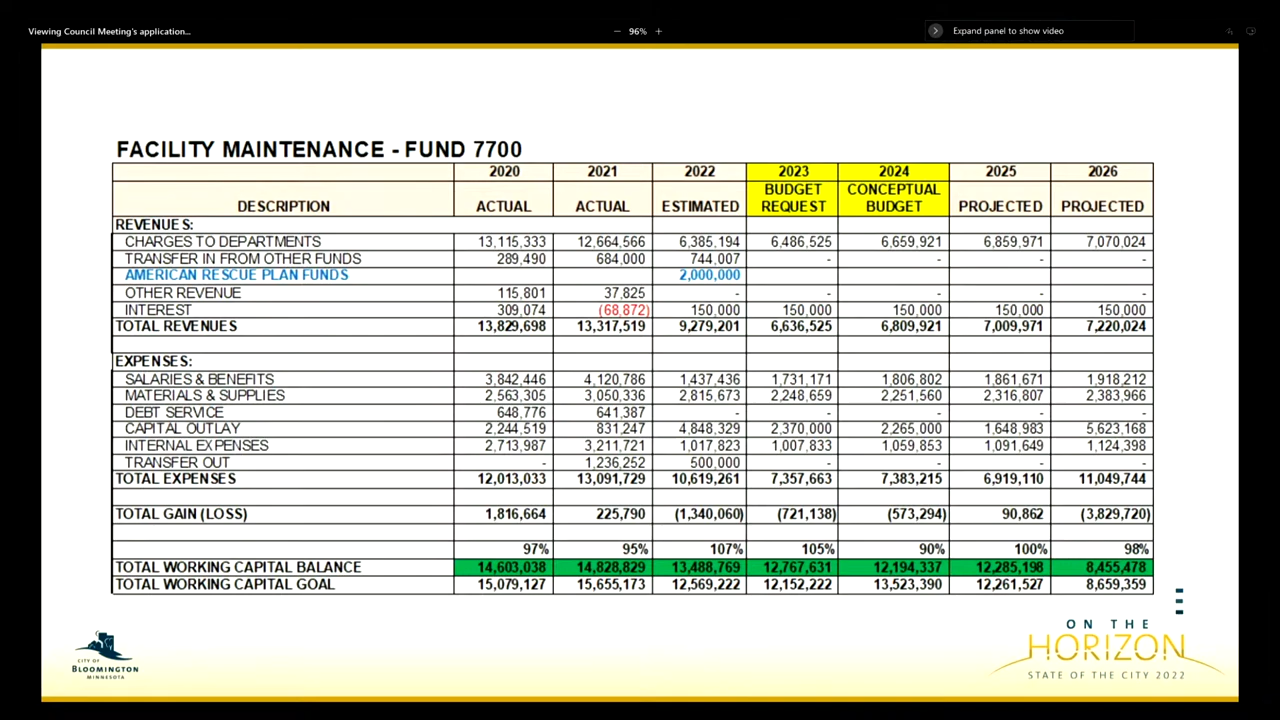 Viewing Council Meeting's application...
− 96% +
Expand panel to show video
FACILITY MAINTENANCE - FUND 7700
2020 2021 2022 2023 2024 2025 2026
BUDGET CONCEPTUAL
DESCRIPTION ACTUAL ACTUAL ESTIMATED REQUEST BUDGET PROJECTED PROJECTED
REVENUES:
CHARGES TO DEPARTMENTS 13,115,333 12,664,566 6,385,194 6,486,525 6,659,921 6,859,971 7,070,024
TRANSFER IN FROM OTHER FUNDS 289,490 684,000 744,007 - - - -
AMERICAN RESCUE PLAN FUNDS 2,000,000
OTHER REVENUE 115,801 37,825 - - - - -
INTEREST 309,074 (68,872) 150,000 150,000 150,000 150,000 150,000
TOTAL REVENUES 13,829,698 13,317,519 9,279,201 6,636,525 6,809,921 7,009,971 7,220,024
EXPENSES:
SALARIES & BENEFITS 3,842,446 4,120,786 1,437,436 1,731,171 1,806,802 1,861,671 1,918,212
MATERIALS & SUPPLIES 2,563,305 3,050,336 2,815,673 2,248,659 2,251,560 2,316,807 2,383,966
DEBT SERVICE 648,776 641,387 - - - - -
CAPITAL OUTLAY 2,244,519 831,247 4,848,329 2,370,000 2,265,000 1,648,983 5,623,168
INTERNAL EXPENSES 2,713,987 3,211,721 1,017,823 1,007,833 1,059,853 1,091,649 1,124,398
TRANSFER OUT - 1,236,252 500,000 - - - -
TOTAL EXPENSES 12,013,033 13,091,729 10,619,261 7,357,663 7,383,215 6,919,110 11,049,744
TOTAL GAIN (LOSS) 1,816,664 225,790 (1,340,060) (721,138) (573,294) 90,862 (3,829,720)
97% 95% 107% 105% 90% 100% 98%
TOTAL WORKING CAPITAL BALANCE 14,603,038 14,828,829 13,488,769 12,767,631 12,194,337 12,285,198 8,455,478
TOTAL WORKING CAPITAL GOAL 15,079,127 15,655,173 12,569,222 12,152,222 13,523,390 12,261,527 8,659,359
CITY OF
BLOOMINGTON
MINNESOTA
ON THE
HORIZON
STATE OF THE CITY 2022